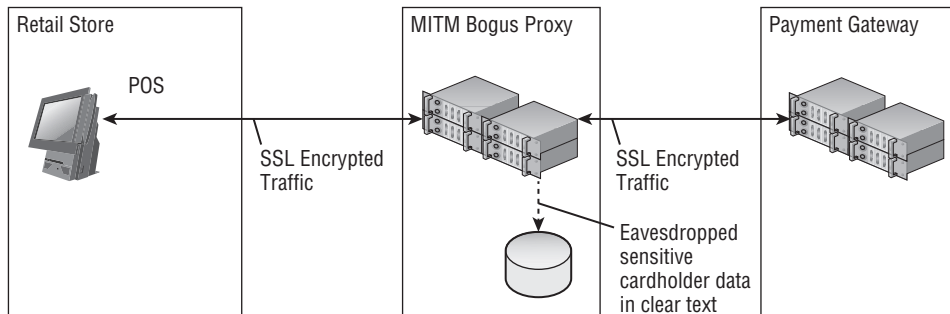 Retail Store
MITM Bogus Proxy
Payment Gateway
POS
SSL Encrypted
Traffic
SSL Encrypted
Traffic
Eavesdropped
sensitive
cardholder data
in clear text